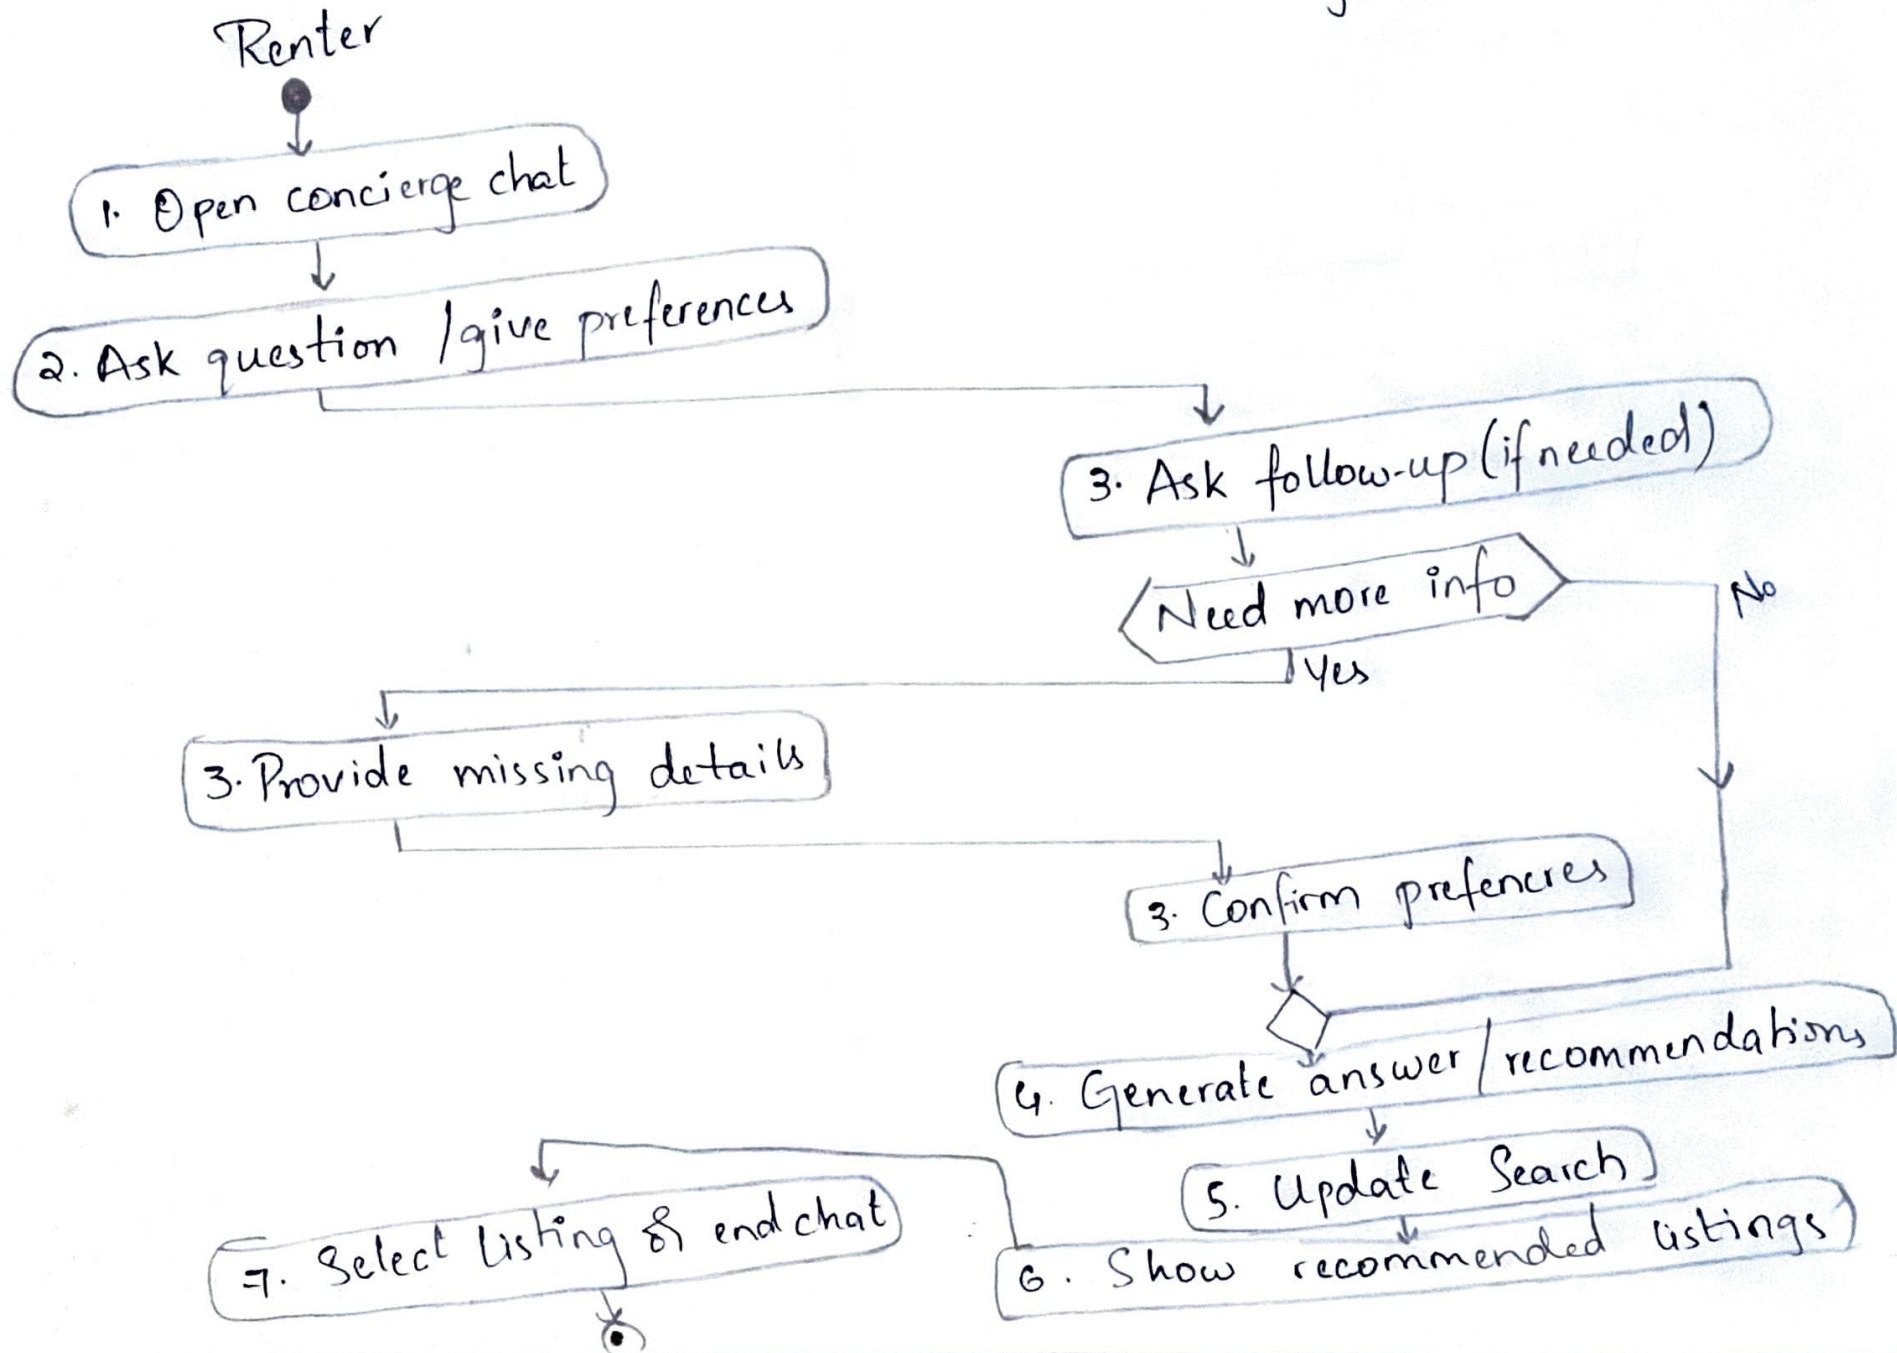 Renter
1. Open concierge chat
2. Ask question / give preferences
3. Ask follow-up (if needed)
Need more info
No
Yes
3. Provide missing details
3. Confirm prefencres
4. Generate answer / recommendations
5. Update Search
6. Show recommended listings
7. Select listing & end chat